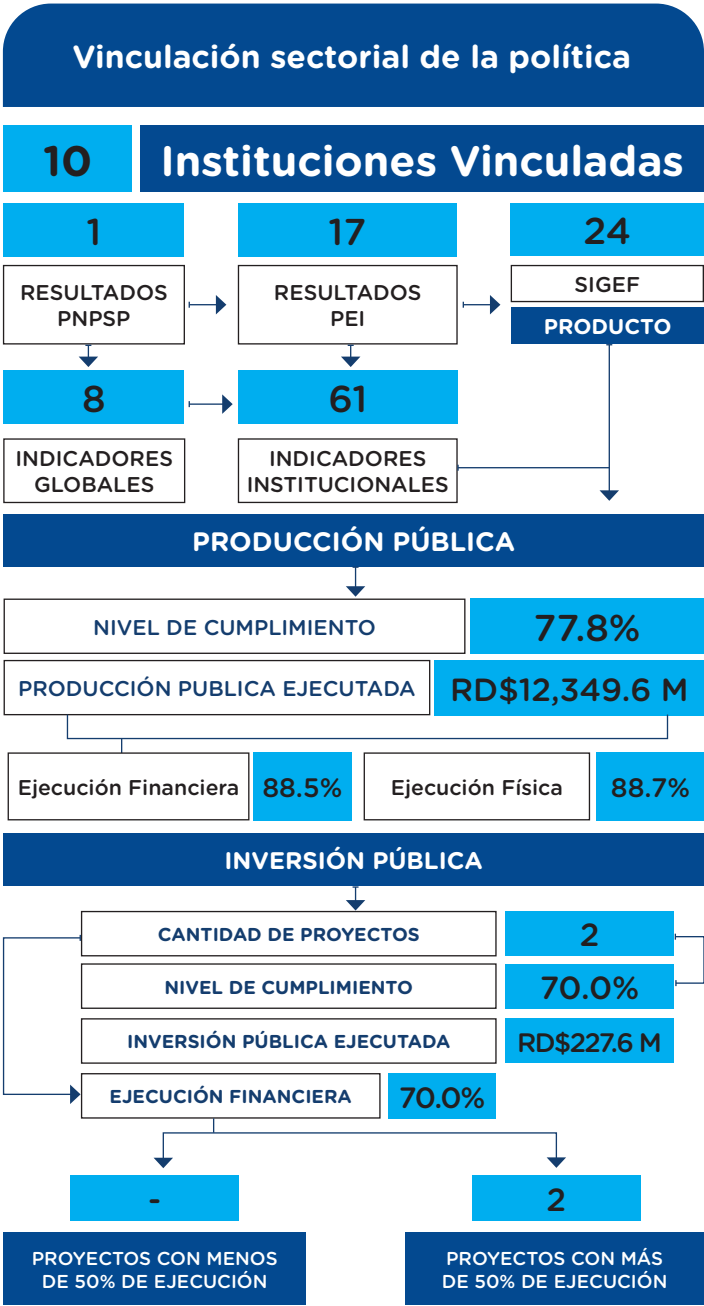 Vinculación sectorial de la política
10
Instituciones Vinculadas
1
17
24
RESULTADOS
PNPSP
RESULTADOS
PEI
SIGEF
PRODUCTO
8
61
INDICADORES
GLOBALES
INDICADORES
INSTITUCIONALES
PRODUCCIÓN PÚBLICA
NIVEL DE CUMPLIMIENTO
77.8%
PRODUCCIÓN PUBLICA EJECUTADA
RD$12,349.6 M
Ejecución Financiera
88.5%
Ejecución Física
88.7%
INVERSIÓN PÚBLICA
CANTIDAD DE PROYECTOS
2
NIVEL DE CUMPLIMIENTO
70.0%
INVERSIÓN PÚBLICA EJECUTADA
RD$227.6 M
EJECUCIÓN FINANCIERA
70.0%
-
2
PROYECTOS CON MENOS
DE 50% DE EJECUCIÓN
PROYECTOS CON MÁS
DE 50% DE EJECUCIÓN